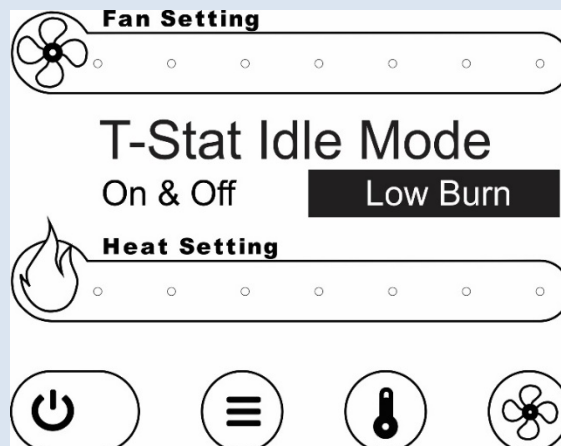 Fan Setting
T-Stat Idle Mode
On & Off Low Burn
Heat Setting